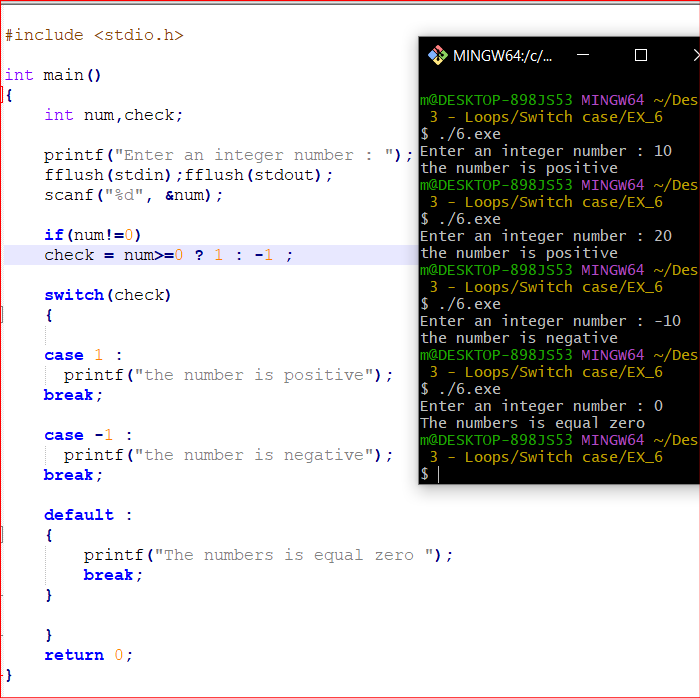 #include <stdio.h>
int main()
{
int num,check;
printf("Enter an integer number : ");
fflush(stdin);fflush(stdout);
scanf("%d", &num);
if(num!=0)
check = num>=0 ? 1 : -1 ;
switch(check)
{
case 1 :
printf("the number is positive");
break;
case -1 :
printf("the number is negative");
break;
default :
{
printf("The numbers is equal zero ");
break;
}
}
return 0;
}
MINGW64:/c/...
m@DESKTOP-898JS53 MINGW64 ~/Des
3 - Loops/Switch case/EX_6
$ ./6.exe
Enter an integer number : 10
the number is positive
m@DESKTOP-898JS53 MINGW64 ~/Des
3 - Loops/Switch case/EX_6
$ ./6.exe
Enter an integer number : 20
the number is positive
m@DESKTOP-898JS53 MINGW64 ~/Des
3 - Loops/Switch case/EX_6
$ ./6.exe
Enter an integer number : -10
the number is negative
m@DESKTOP-898JS53 MINGW64 ~/Des
3 - Loops/Switch case/EX_6
$ ./6.exe
Enter an integer number : 0
The numbers is equal zero
m@DESKTOP-898JS53 MINGW64 ~/Des
3 - Loops/Switch case/EX_6
$